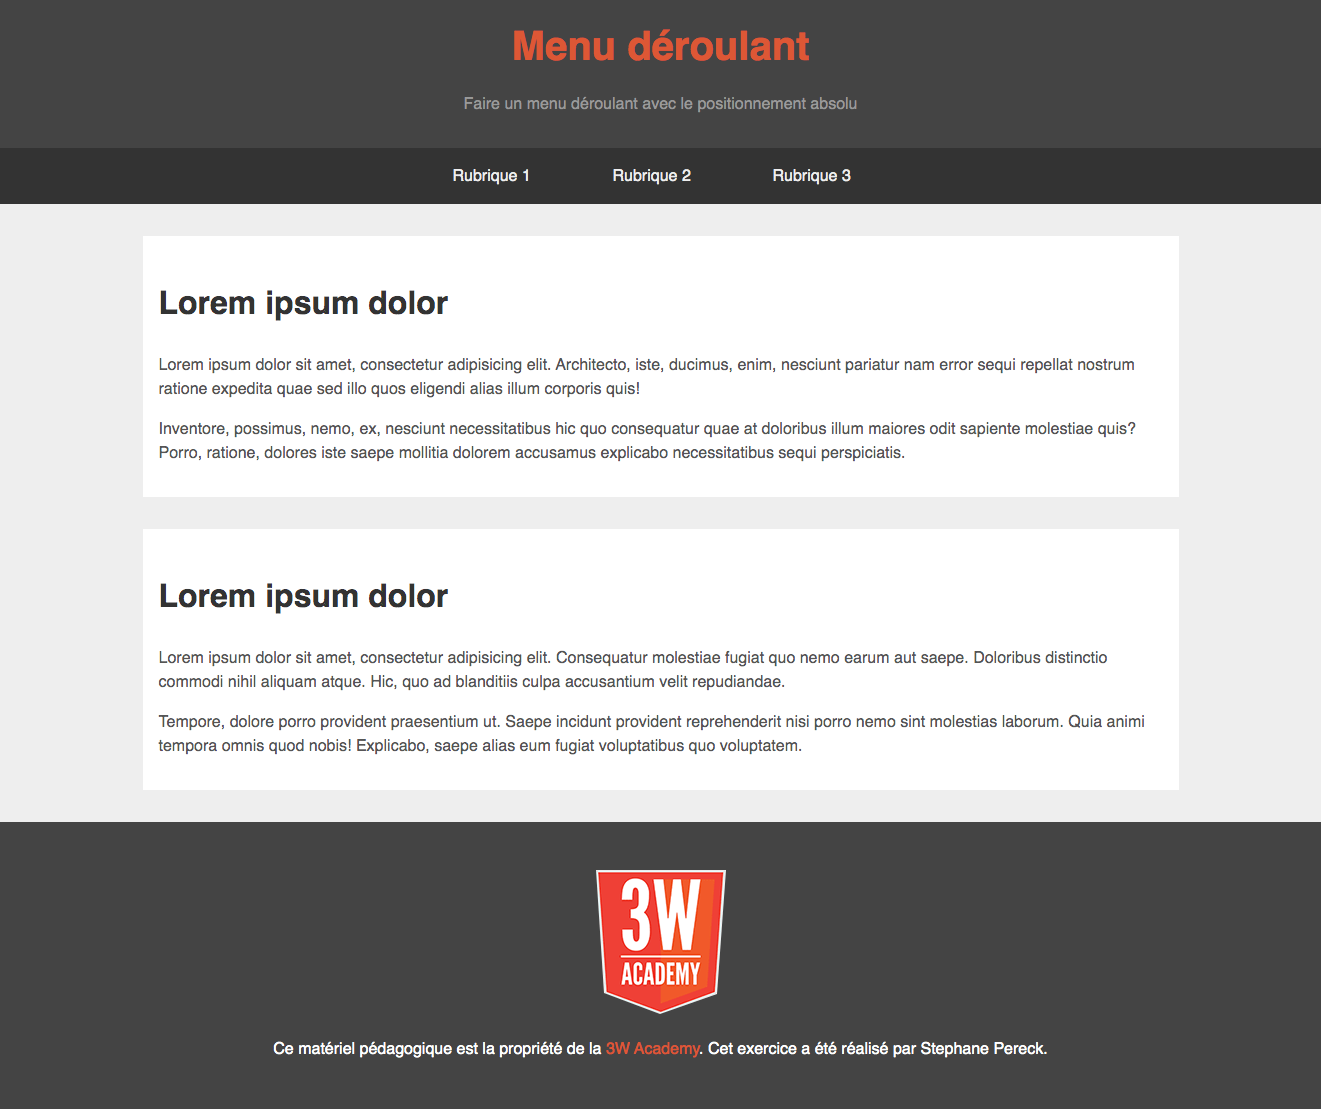 Menu déroulant
Faire un menu déroulant avec le positionnement absolu
Rubrique 1 Rubrique 2 Rubrique 3
Lorem ipsum dolor
Lorem ipsum dolor sit amet, consectetur adipisicing elit. Architecto, iste, ducimus, enim, nesciunt pariatur nam error sequi repellat nostrum
ratione expedita quae sed illo quos eligendi alias illum corporis quis!
Inventore, possimus, nemo, ex, nesciunt necessitatibus hic quo consequatur quae at doloribus illum maiores odit sapiente molestiae quis?
Porro, ratione, dolores iste saepe mollitia dolorem accusamus explicabo necessitatibus sequi perspiciatis.
Lorem ipsum dolor
Lorem ipsum dolor sit amet, consectetur adipisicing elit. Consequatur molestiae fugiat quo nemo earum aut saepe. Doloribus distinctio
commodi nihil aliquam atque. Hic, quo ad blanditiis culpa accusantium velit repudiandae.
Tempore, dolore porro provident praesentium ut. Saepe incidunt provident reprehenderit nisi porro nemo sint molestias laborum. Quia animi
tempora omnis quod nobis! Explicabo, saepe alias eum fugiat voluptatibus quo voluptatem.
3W
ACADEMY
Ce matériel pédagogique est la propriété de la 3W Academy. Cet exercice a été réalisé par Stephane Pereck.